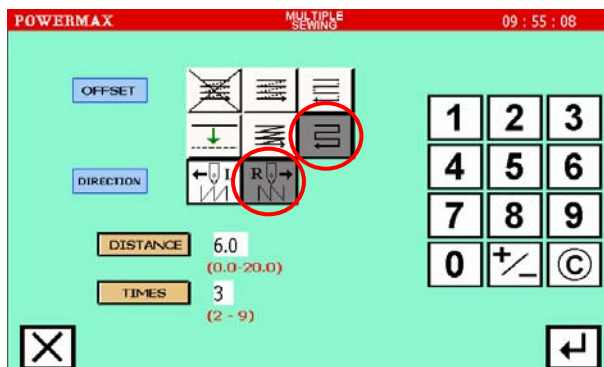 POWERMAX
MULTIPLE
SEWING
09 : 55 : 08
OFFSET
DIRECTION
I
R
DISTANCE
6.0
(0.0-20.0)
TIMES
3
(2 - 9)
1 2 3
4 5 6
7 8 9
0 +/- C